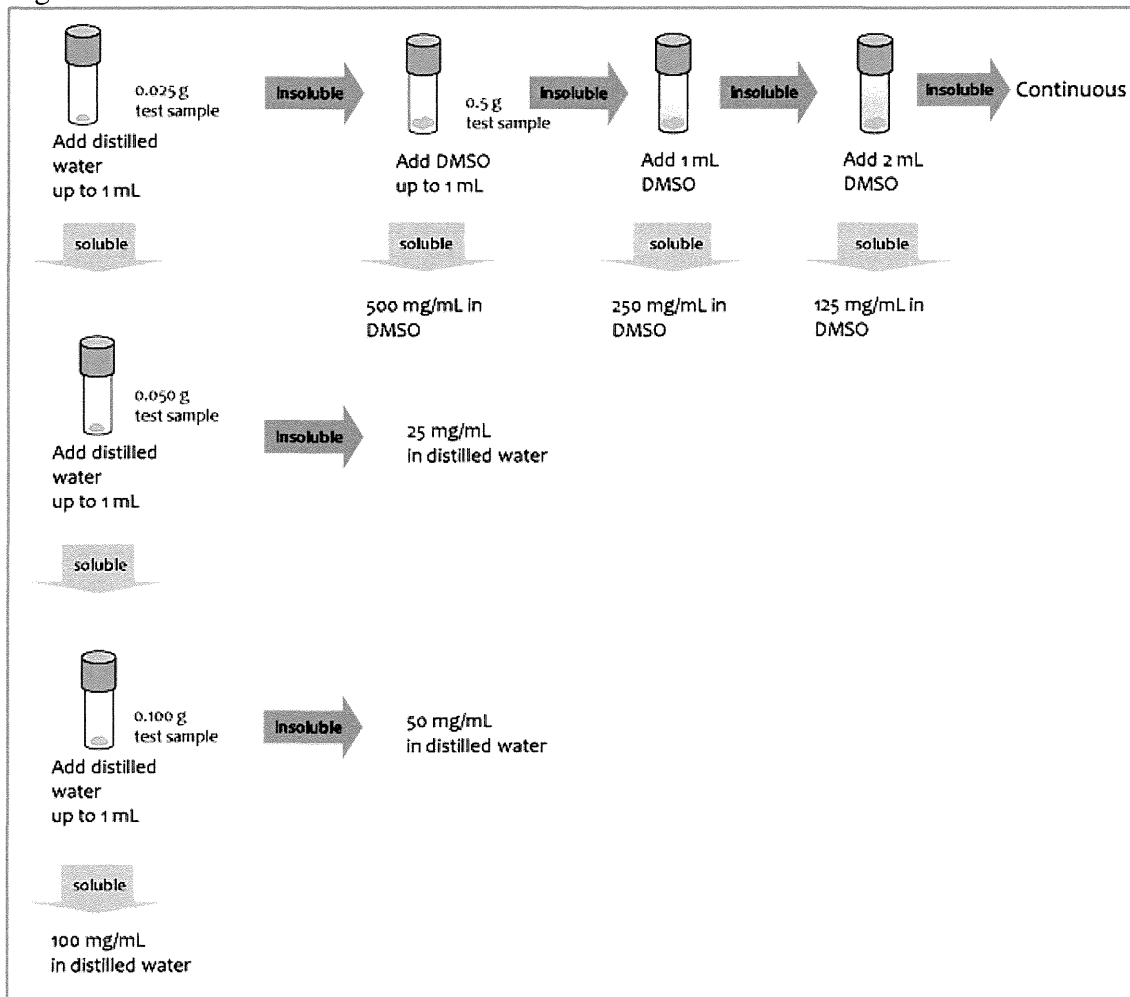 0.025 g
test sample
Add distilled
water
up to 1 mL
Insoluble
0.5 g
test sample
Add DMSO
up to 1 mL
Insoluble
Add 1 mL
DMSO
Insoluble
Add 2 mL
DMSO
Insoluble
Continuous
soluble
soluble
soluble
soluble
500 mg/mL in
DMSO
250 mg/mL in
DMSO
125 mg/mL in
DMSO
0.050 g
test sample
Add distilled
water
up to 1 mL
Insoluble
25 mg/mL
in distilled water
soluble
0.100 g
test sample
Add distilled
water
up to 1 mL
Insoluble
50 mg/mL
in distilled water
soluble
100 mg/mL
in distilled water